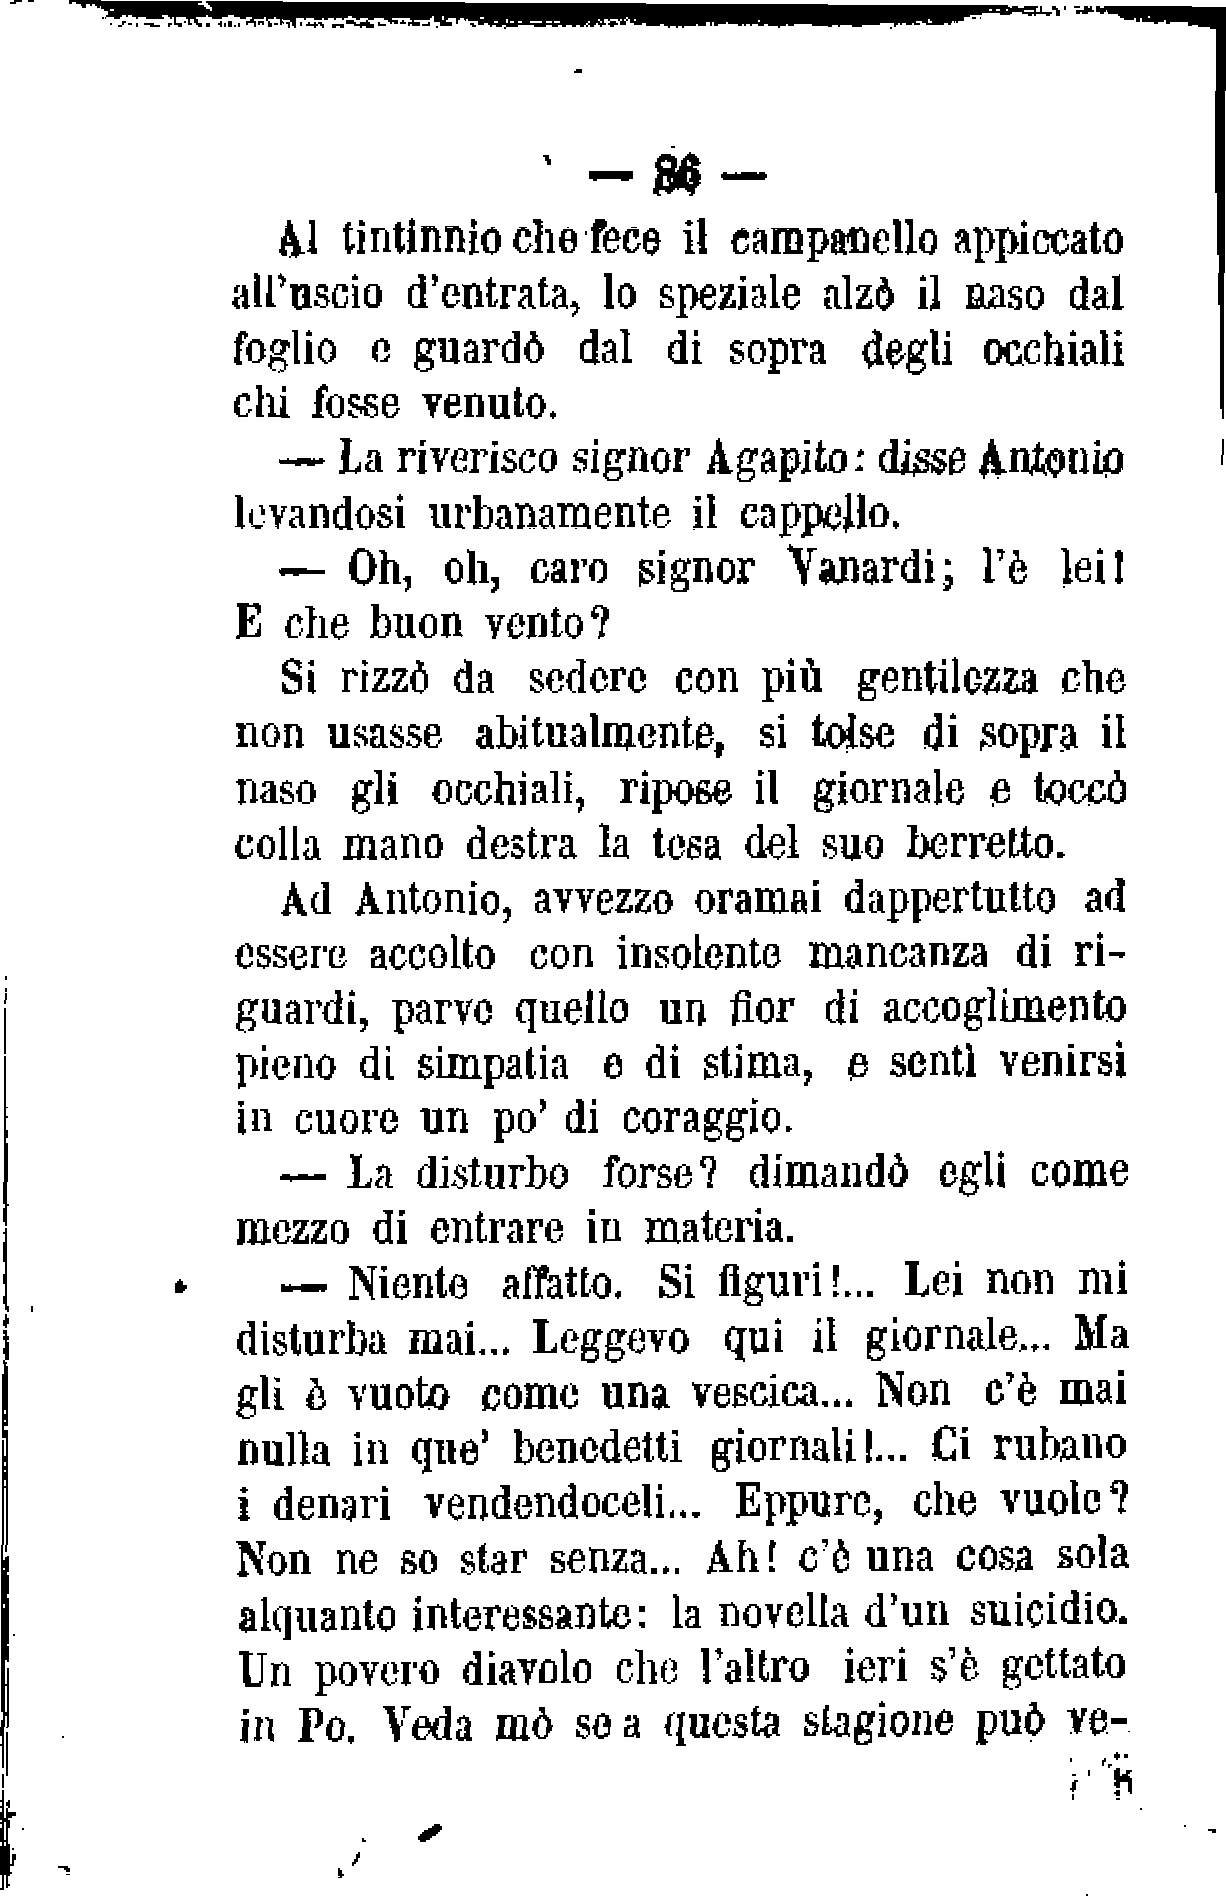 — 86 —
Al tintinnio che fece il campanello appiccato
all'uscio d'entrata, lo speziale alzò il naso dal
foglio e guardò dal di sopra degli occhiali
chi fosse venuto.
— La riverisco signor Agapito: disse Antonio
levandosi urbanamente il cappello.
— Oh, oh, caro signor Vanardi; l'è lei!
E che buon vento?
Si rizzò da sedere con più gentilezza che
non usasse abitualmente, si tolse di sopra il
naso gli occhiali, ripose il giornale e toccò
colla mano destra la tesa del suo berretto.
Ad Antonio, avvezzo oramai dappertutto ad
essere accolto con insolente mancanza di ri-
guardi, parve quello un fior di accoglimento
pieno di simpatia e di stima, e sentì venirsi
in cuore un po' di coraggio.
— La disturbo forse? dimandò egli come
mezzo di entrare in materia.
— Niente affatto. Si figuri!... Lei non mi
disturba mai... Leggevo qui il giornale... Ma
gli è vuoto come una vescica... Non c'è mai
nulla in que' benedetti giornali!... Ci rubano
i denari vendendoceli... Eppure, che vuole?
Non ne so star senza... Ah! c'è una cosa sola
alquanto interessante: la novella d'un suicidio.
Un povero diavolo che l'altro ieri s'è gettato
in Po. Veda mò se a questa stagione può ve-